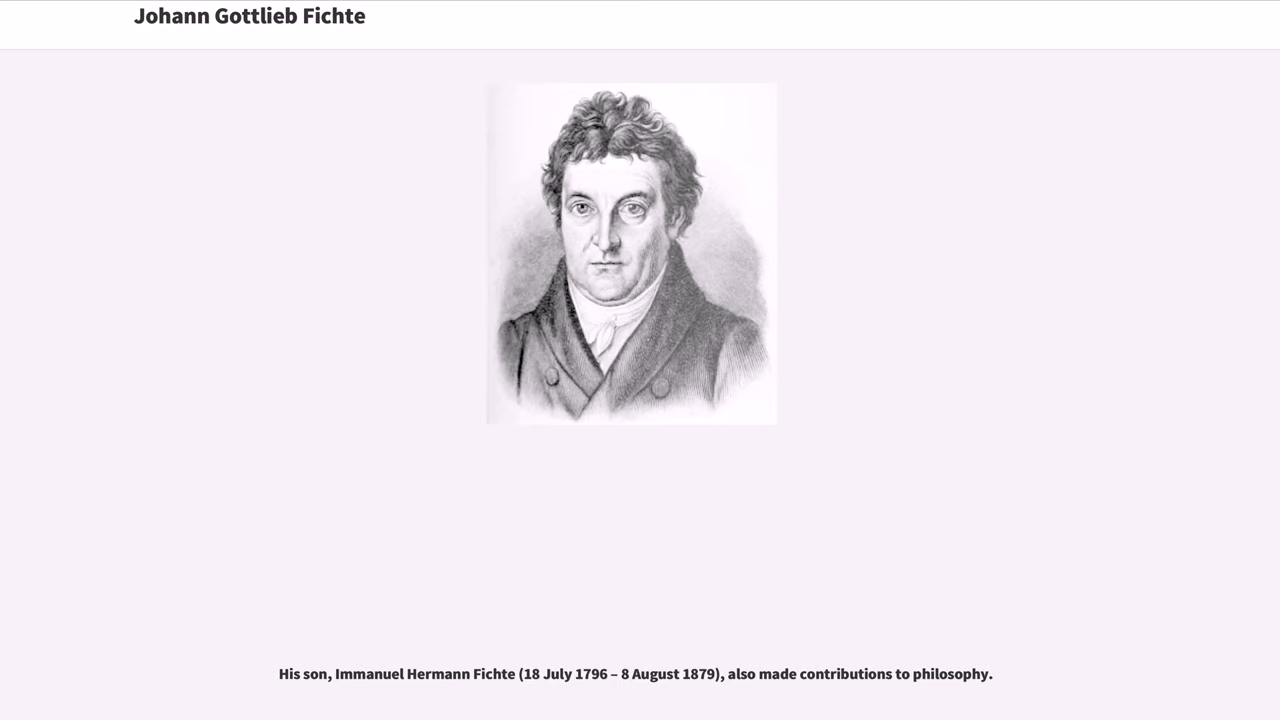 Johann Gottlieb Fichte
His son, Immanuel Hermann Fichte (18 July 1796 – 8 August 1879), also made contributions to philosophy.